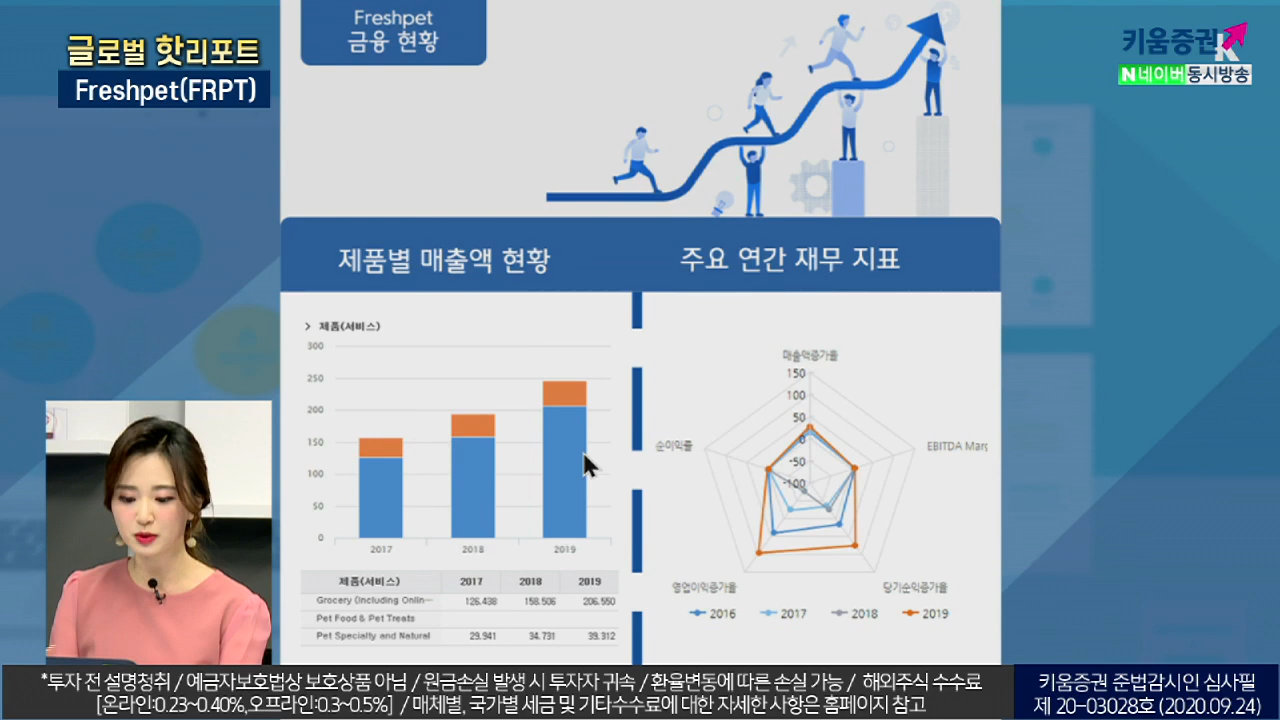 글로벌 핫리포트
Freshpet(FRPT)
Freshpet
금융 현황
키움증권
N 네이버 동시방송
제품별 매출액 현황
주요 연간 재무 지표
> 제품(서비스)
300
250
200
150
100
50
0
2017 2018 2019
제품(서비스) 2017 2018 2019
Grocery (Including Onlin… 126.438 158.506 206.550
Pet Food & Pet Treats
Pet Specialty and Natural 29.941 34.731 39.312
매출액증가율
150
100
50
0
-50
-100
순이익률
EBITDA Marg
영업이익증가율
당기순익증가율
2016 2017 2018 2019
*투자 전 설명청취 / 예금자보호법상 보호상품 아님 / 원금손실 발생 시 투자자 귀속 / 환율변동에 따른 손실 가능 / 해외주식 수수료
[온라인:0.23~0.40%,오프라인:0.3~0.5%] / 매체별, 국가별 세금 및 기타수수료에 대한 자세한 사항은 홈페이지 참고
키움증권 준법감시인 심사필
제 20-03028호 (2020.09.24)